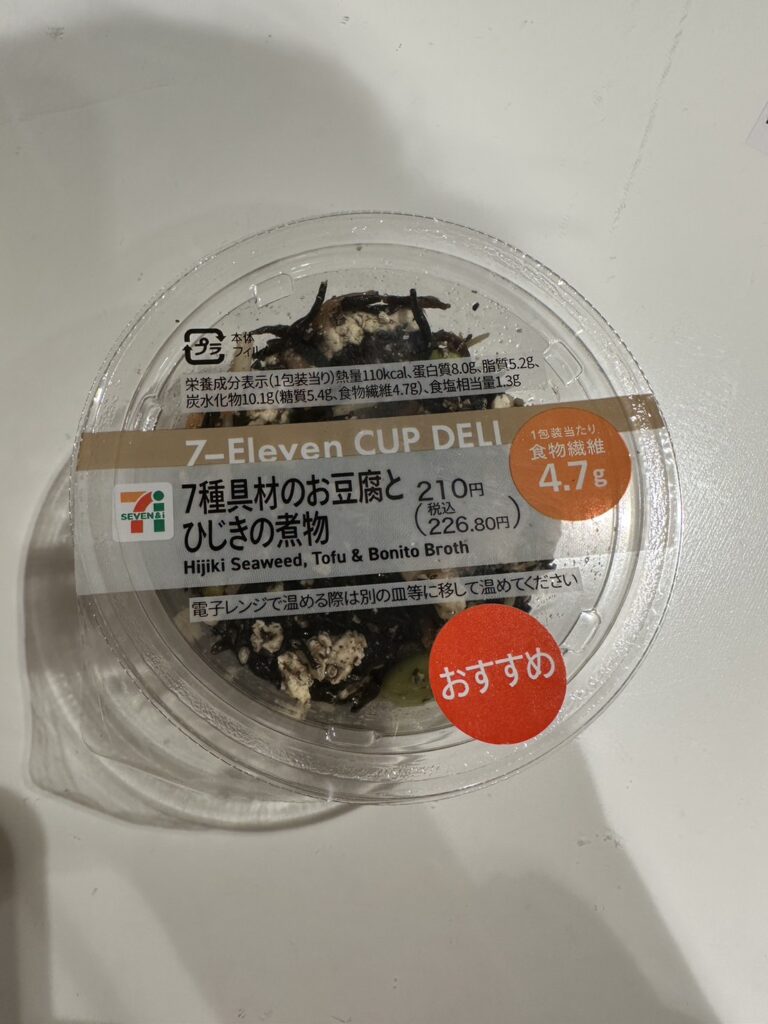 プラ
本体
栄養成分表示(1包装当り)熱量110kcal、蛋白質8.0g、脂質5.2g、
炭水化物10.1g(糖質5.4g、食物繊維4.7g)、食塩相当量1.3g
7-Eleven CUP DELI
1包装当たり
食物繊維
4.7g
SEVEN&i
7種具材のお豆腐と
ひじきの煮物
210円
(税込
226.80円)
Hijiki Seaweed, Tofu & Bonito Broth
電子レンジで温める際は別の皿等に移して温めてください
おすすめ